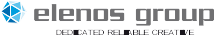 elenos group
DEDICATED RELIABLE CREATIVE